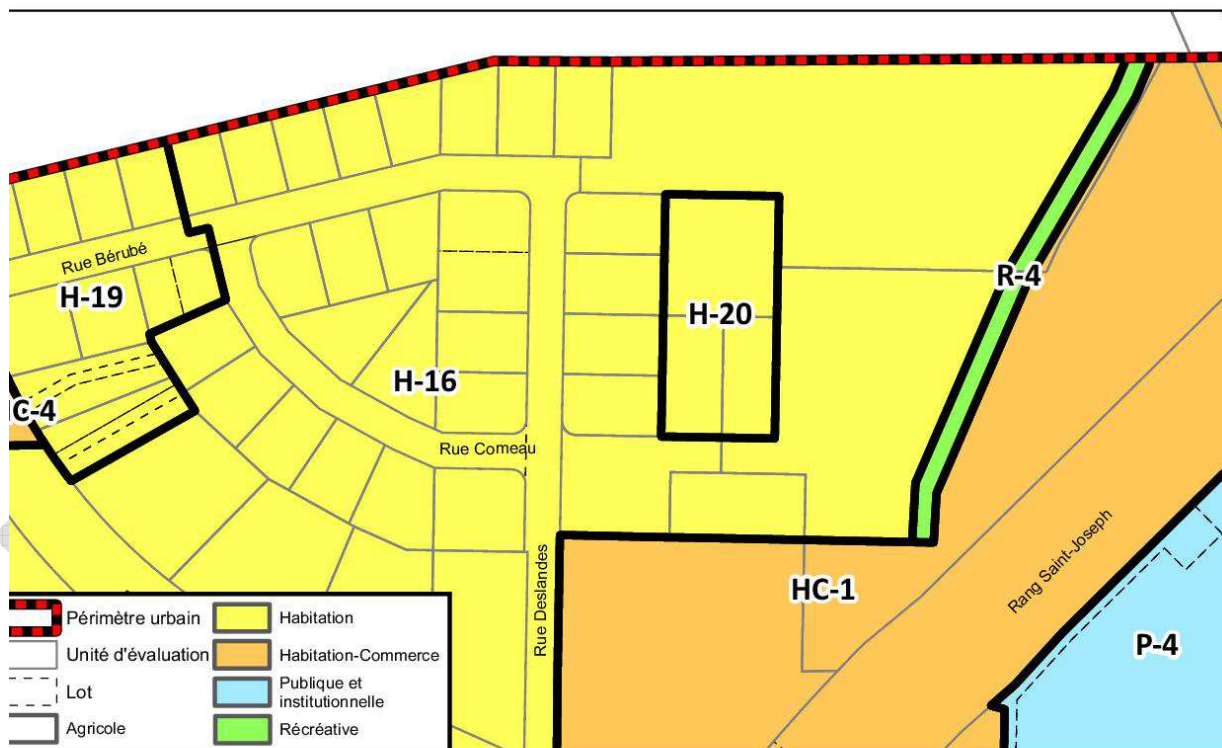 Rue Bérubé
H-19
R-4
H-20
H-16
C-4
Rue Comeau
Rue Deslandes
HC-1
Rang Saint-Joseph
P-4
Périmètre urbain
Unité d'évaluation
Lot
Agricole
Habitation
Habitation-Commerce
Publique et
institutionnelle
Récréative